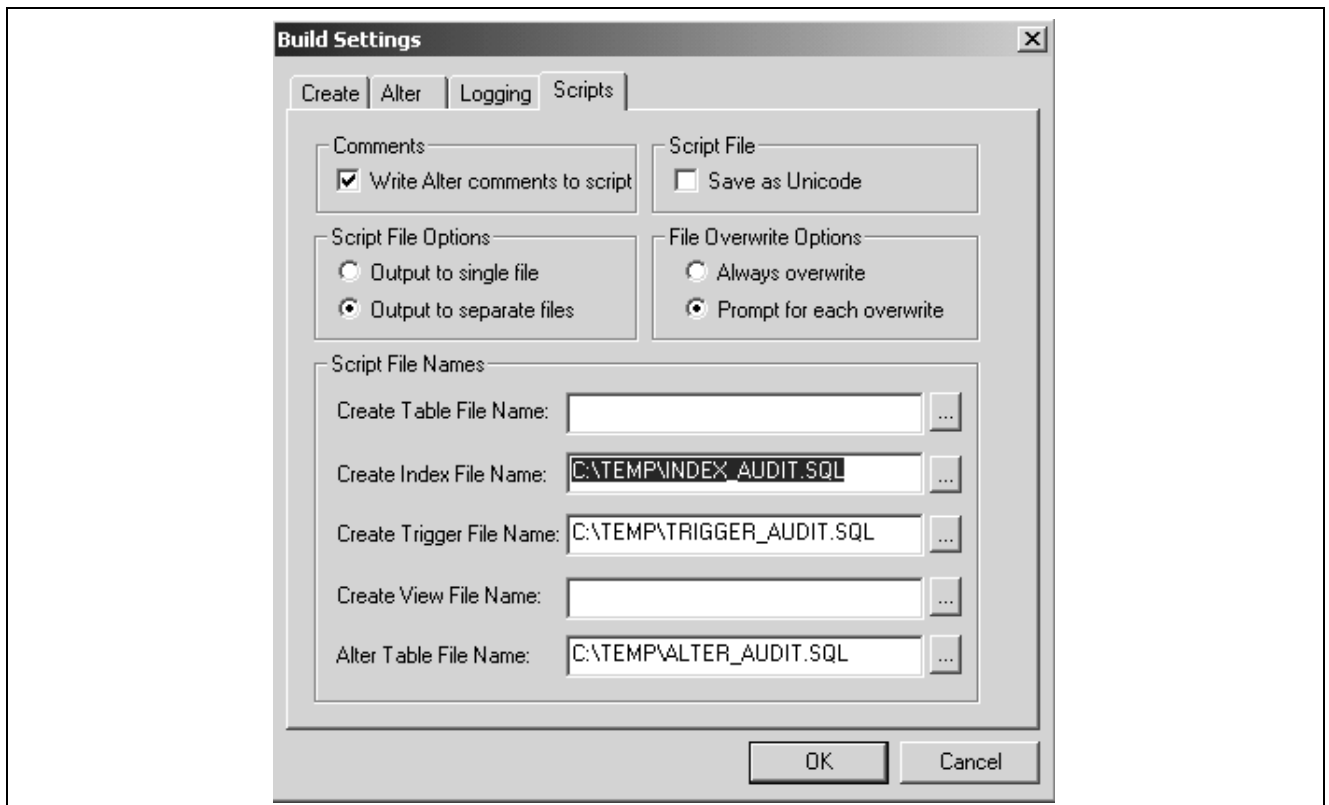 Build Settings
Create Alter Logging Scripts
Comments
Write Alter comments to script
Script File
Save as Unicode
Script File Options
Output to single file
Output to separate files
File Overwrite Options
Always overwrite
Prompt for each overwrite
Script File Names
Create Table File Name:
...
Create Index File Name: C:\TEMP\INDEX_AUDIT.SQL ...
Create Trigger File Name: C:\TEMP\TRIGGER_AUDIT.SQL ...
Create View File Name: ...
Alter Table File Name: C:\TEMP\ALTER_AUDIT.SQL ...
OK Cancel